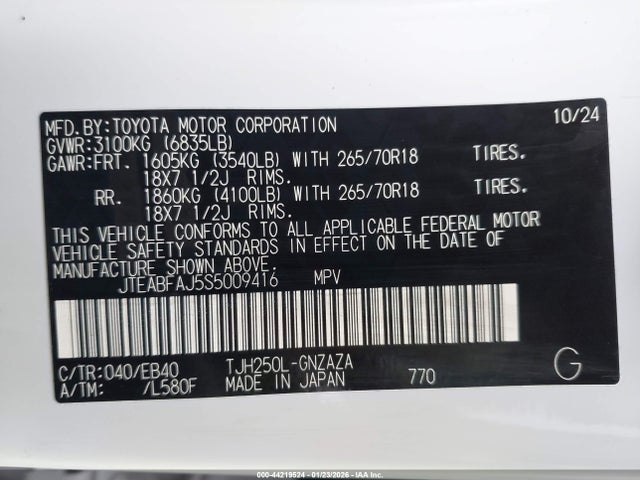 MFD.BY:TOYOTA MOTOR CORPORATION 10/24
GVWR:3100KG (6835LB)
GAWR:FRT. 1605KG (3540LB) WITH 265/70R18 TIRES.
18X7 1/2J RIMS.
RR. 1860KG (4100LB) WITH 265/70R18 TIRES.
18X7 1/2J RIMS.
THIS VEHICLE CONFORMS TO ALL APPLICABLE FEDERAL MOTOR
VEHICLE SAFETY STANDARDS IN EFFECT ON THE DATE OF
MANUFACTURE SHOWN ABOVE.
JTEABFAJ5S5009416 MPV
C/TR:040/EB40 TJH250L-GNZAZA
A/TM: /L580F MADE IN JAPAN 770 G
000-44219524 - 01/23/2026 - IAA Inc.